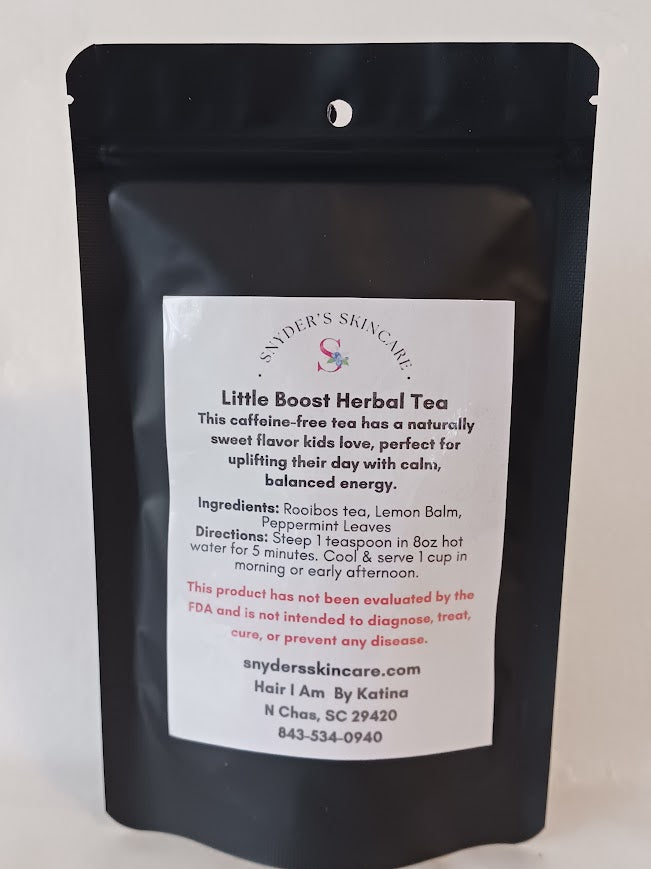 SNYDER'S SKINCARE
S
Little Boost Herbal Tea
This caffeine-free tea has a naturally
sweet flavor kids love, perfect for
uplifting their day with calm,
balanced energy.
Ingredients: Rooibos tea, Lemon Balm,
Peppermint Leaves
Directions: Steep 1 teaspoon in 8oz hot
water for 5 minutes. Cool & serve 1 cup in
morning or early afternoon.
This product has not been evaluated by the
FDA and is not intended to diagnose, treat,
cure, or prevent any disease.
snydersskincare.com
Hair I Am By Katina
N Chas, SC 29420
843-534-0940